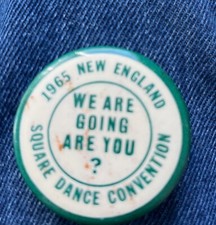 1965 NEW ENGLAND
WE ARE
GOING
ARE YOU
?
SQUARE DANCE CONVENTION